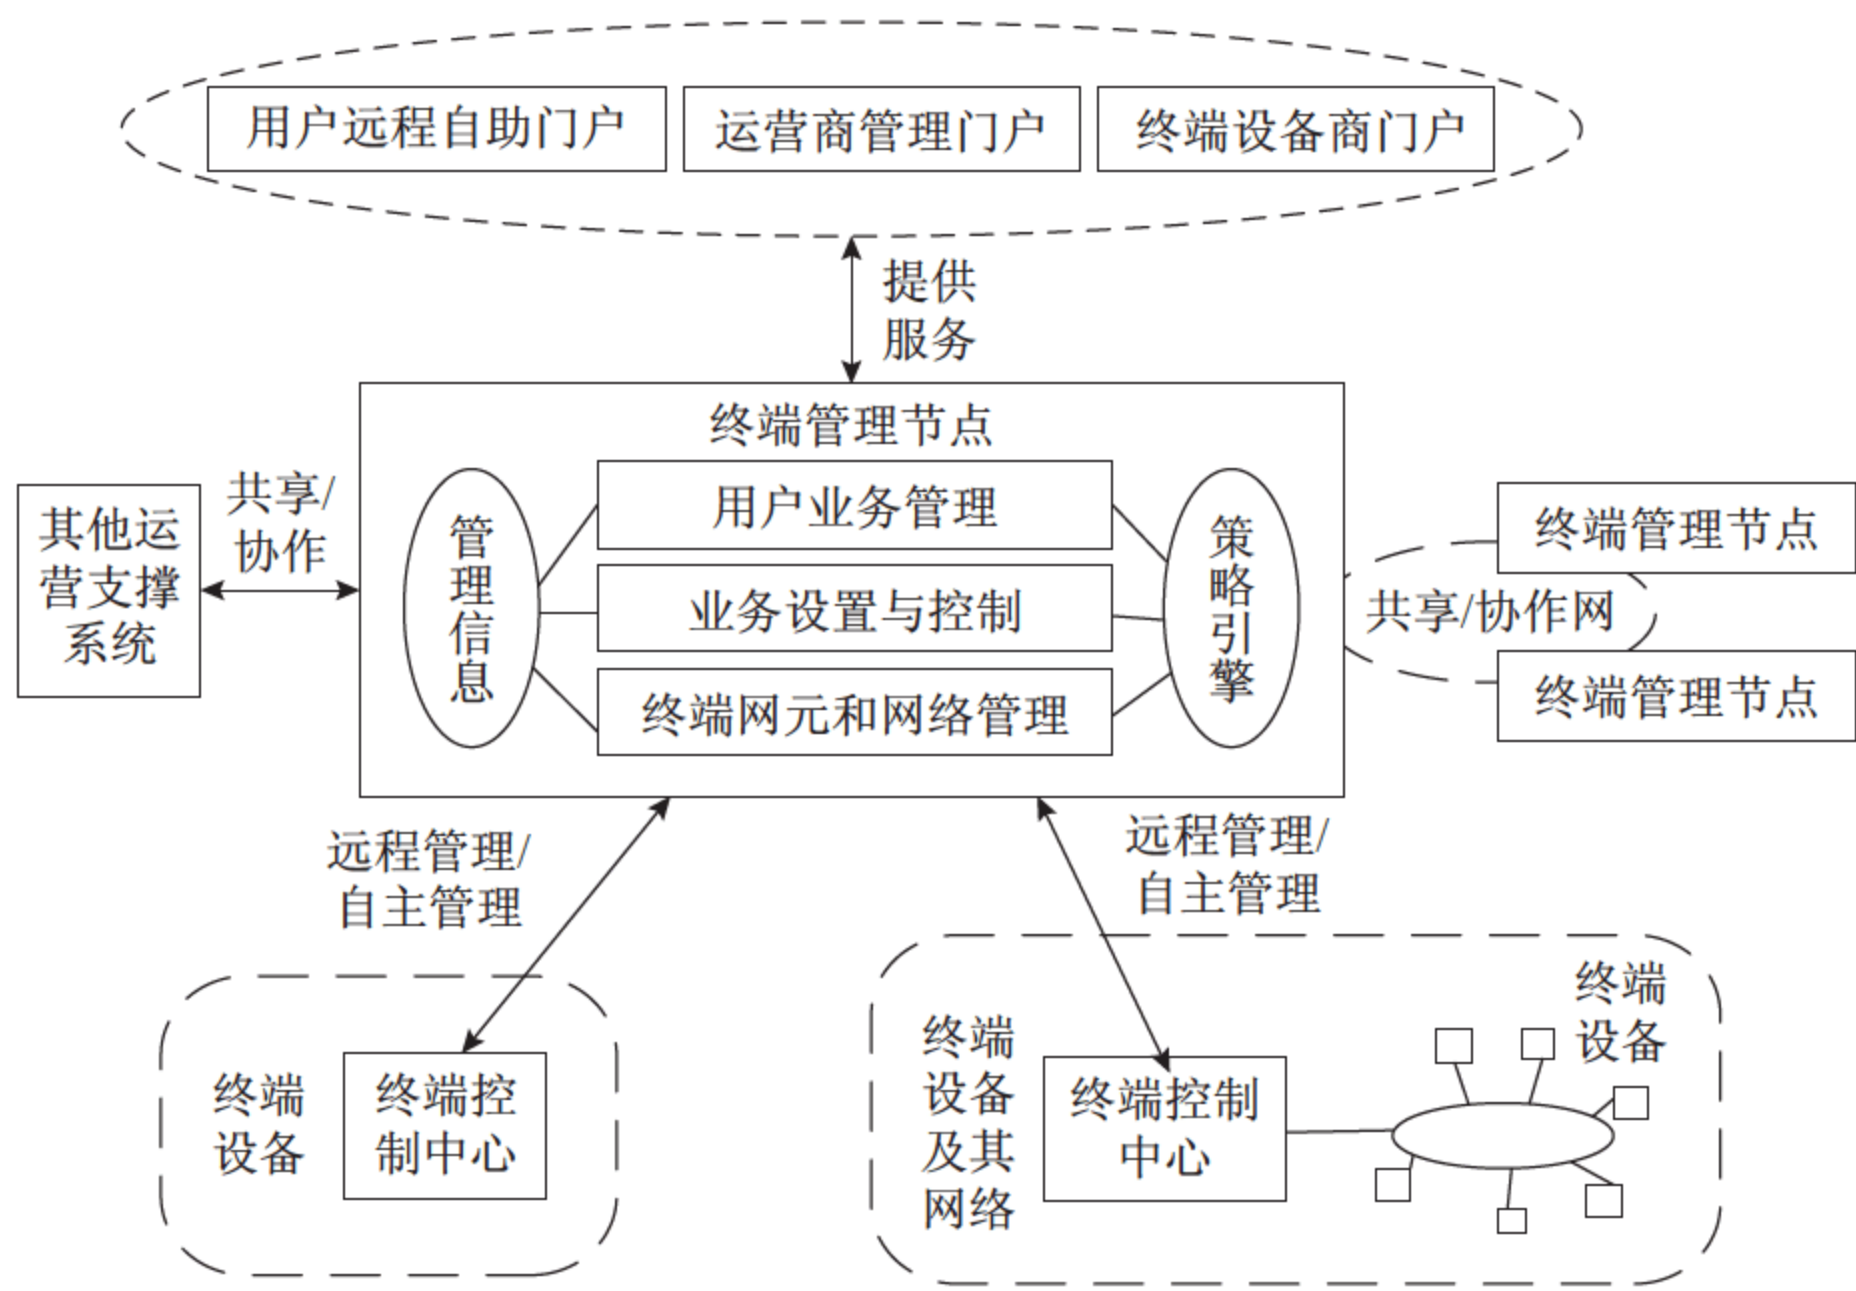 用户远程自助门户
运营商管理门户
终端设备商门户
提供
服务
终端管理节点
其他运
营支撑
系统
共享/
协作
管理信息
用户业务管理
业务设置与控制
终端网元和网络管理
策略引擎
终端管理节点
共享/协作网
终端管理节点
远程管理/
自主管理
远程管理/
自主管理
终端
设备
终端控
制中心
终端
设备
及其
网络
终端控制
中心
终端
设备